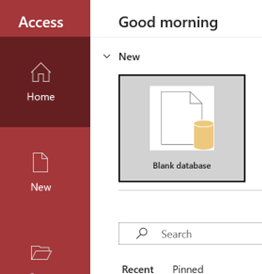 Access
Good morning
New
Home
Blank database
New
Search
Recent Pinned